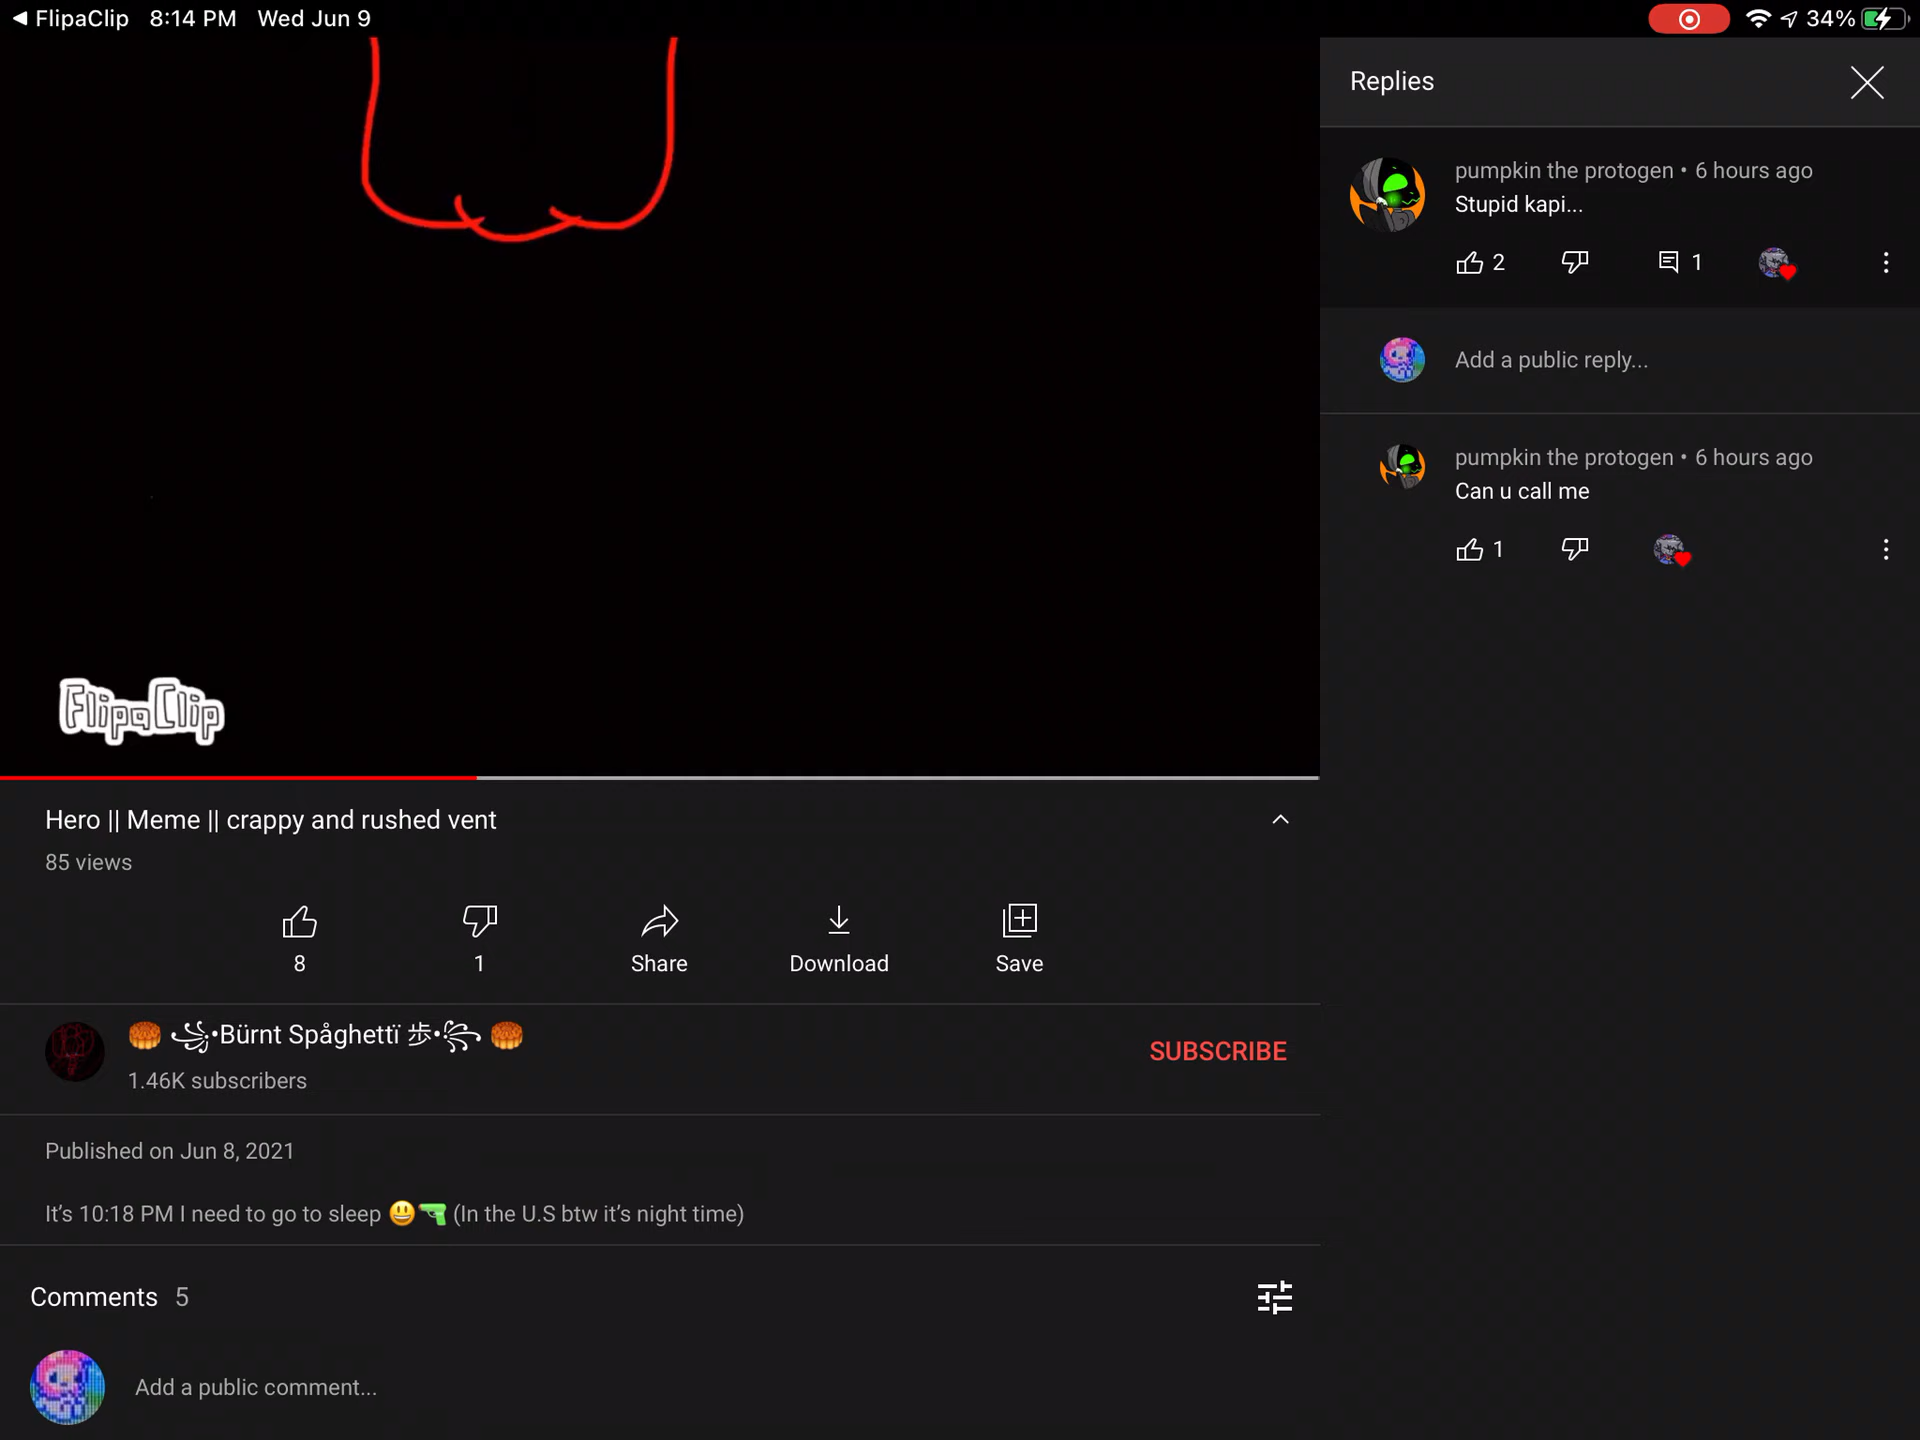 ◀ FlipaClip 8:14 PM Wed Jun 9
34%
FlipaClip
Hero || Meme || crappy and rushed vent
85 views
8
1
Share
Download
Save
🥮 ꧁•Bürnt Spåghettï 歩•꧂ 🥮
1.46K subscribers
SUBSCRIBE
Published on Jun 8, 2021
It’s 10:18 PM I need to go to sleep 😃🔫 (In the U.S btw it’s night time)
Comments 5
Add a public comment...
Replies
pumpkin the protogen • 6 hours ago
Stupid kapi...
2
1
Add a public reply...
pumpkin the protogen • 6 hours ago
Can u call me
1